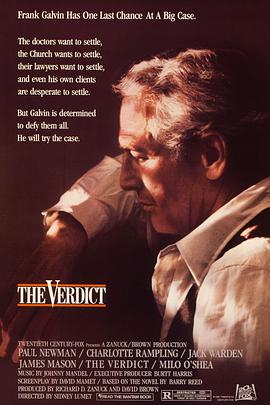 Frank Galvin Has One Last Chance At A Big Case.
The doctors want to settle,
the Church wants to settle,
their lawyers want to settle,
and even his own clients
are desperate to settle.
But Galvin is determined
to defy them all.
He will try the case.
THE VERDICT
TWENTIETH CENTURY-FOX Presents A ZANUCK/BROWN PRODUCTION
PAUL NEWMAN / CHARLOTTE RAMPLING / JACK WARDEN
JAMES MASON / THE VERDICT / MILO O'SHEA
MUSIC BY JOHNNY MANDEL / EXECUTIVE PRODUCER BURTT HARRIS
SCREENPLAY BY DAVID MAMET / BASED ON THE NOVEL BY BARRY REED
PRODUCED BY RICHARD D. ZANUCK AND DAVID BROWN
DIRECTED BY SIDNEY LUMET
READ THE BANTAM BOOK
R RESTRICTED